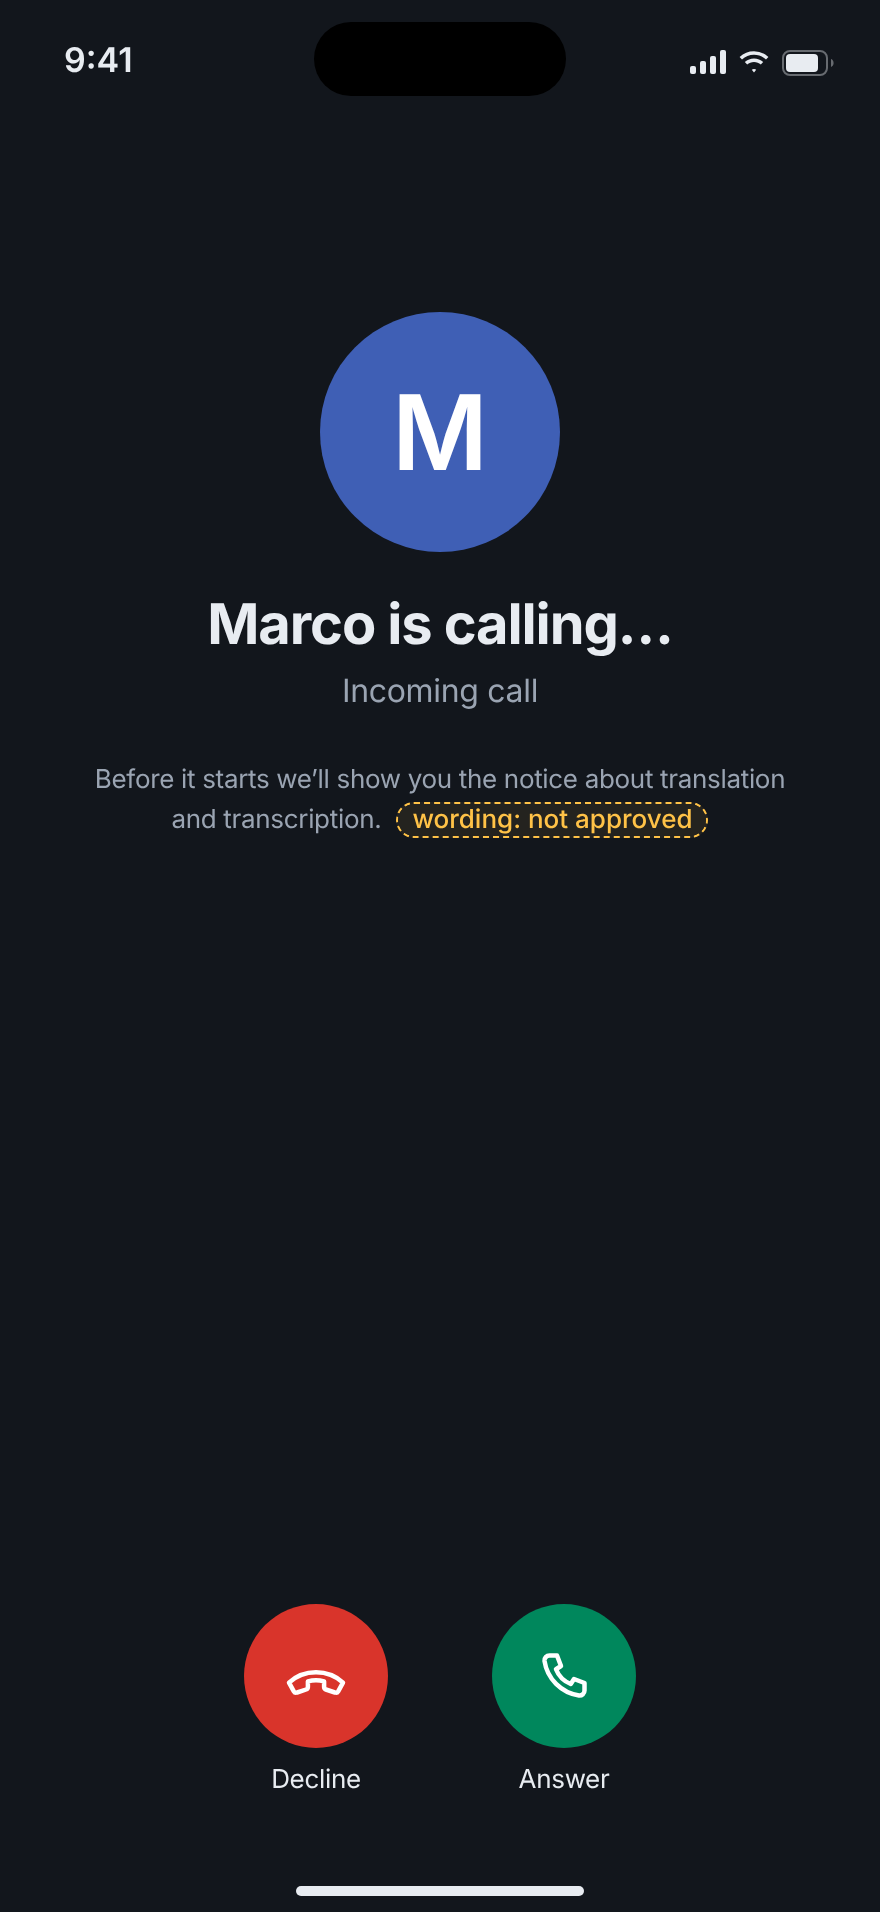 9:41
M
Marco is calling…
Incoming call
Before it starts we’ll show you the notice about translation
and transcription. wording: not approved
Decline
Answer